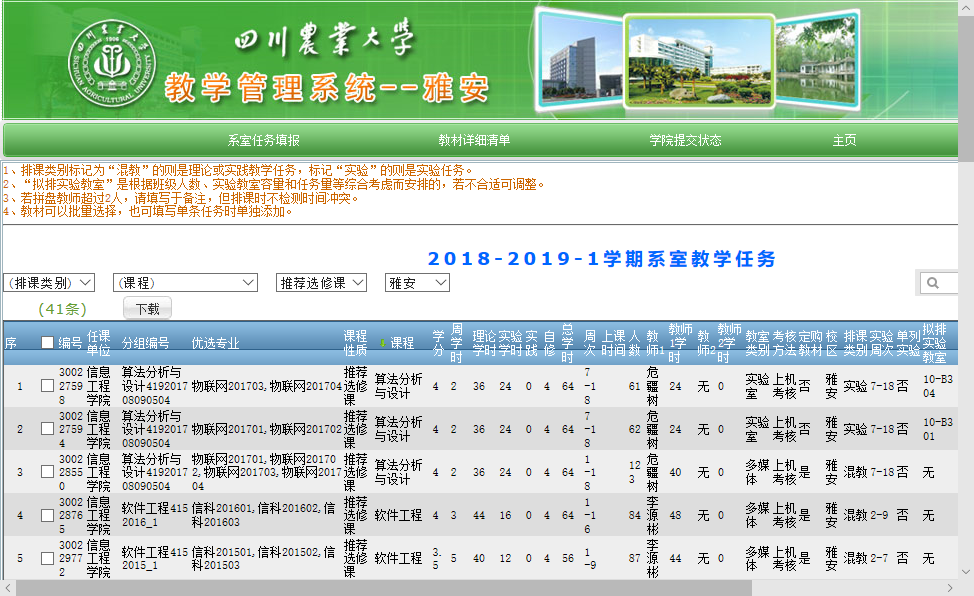 四川農業大学
教学管理系统--雅安
四川農業大学
1906
SICHUAN AGRICULTURAL UNIVERSITY
系室任务填报 教材详细清单 学院提交状态 主页
1、排课类别标记为“混教”的则是理论或实践教学任务，标记“实验”的则是实验任务。
2、“拟排实验教室”是根据班级人数、实验教室容量和任务量等综合考虑而安排的，若不合适可调整。
3、若拼盘教师超过2人，请填写于备注，但排课时不检测时间冲突。
4、教材可以批量选择，也可填写单条任务时单独添加。
2018-2019-1学期系室教学任务
(排课类别) (课程) 推荐选修课 雅安
(41条) 下载
序 编号 任课单位 分组编号 优选专业 课程性质 课程 学分 周学时 理论学时 实验学时 实践 自修 总学时 周次 上课时间 人数 教师1 教师1学时 教师2 教师2学时 教室类别 考核方法 定购教材 校区 排课类别 实验周次 单列实验 拟排实验教室
1 300227598 信息工程学院 算法分析与设计419201708090504 物联网201703,物联网201704 推荐选修课 算法分析与设计 4 2 36 24 0 4 64 7-18 61 危疆树 24 无 0 实验室 上机考核 否 雅安 实验 7-18 否 10-B304
2 300227594 信息工程学院 算法分析与设计419201708090504 物联网201701,物联网201702 推荐选修课 算法分析与设计 4 2 36 24 0 4 64 7-18 62 危疆树 24 无 0 实验室 上机考核 否 雅安 实验 7-18 否 10-B301
3 300228550 信息工程学院 算法分析与设计419201708090504 物联网201701,物联网201702,物联网201703,物联网201704 推荐选修课 算法分析与设计 4 2 36 24 0 4 64 1-18 123 危疆树 40 无 0 多媒体 上机考核 是 雅安 混教 7-18 否 无
4 300228765 信息工程学院 软件工程4152016_1 信科201601,信科201602,信科201603 推荐选修课 软件工程 4 3 44 16 0 4 64 1-16 84 李源彬 48 无 0 多媒体 上机考核 是 雅安 混教 2-9 否 无
5 300229772 信息工程学院 软件工程4152015_1 信科201501,信科201502,信科201503 推荐选修课 软件工程 3.5 5 40 12 0 4 56 1-9 87 李源彬 44 无 0 多媒体 上机考核 是 雅安 混教 2-7 否 无